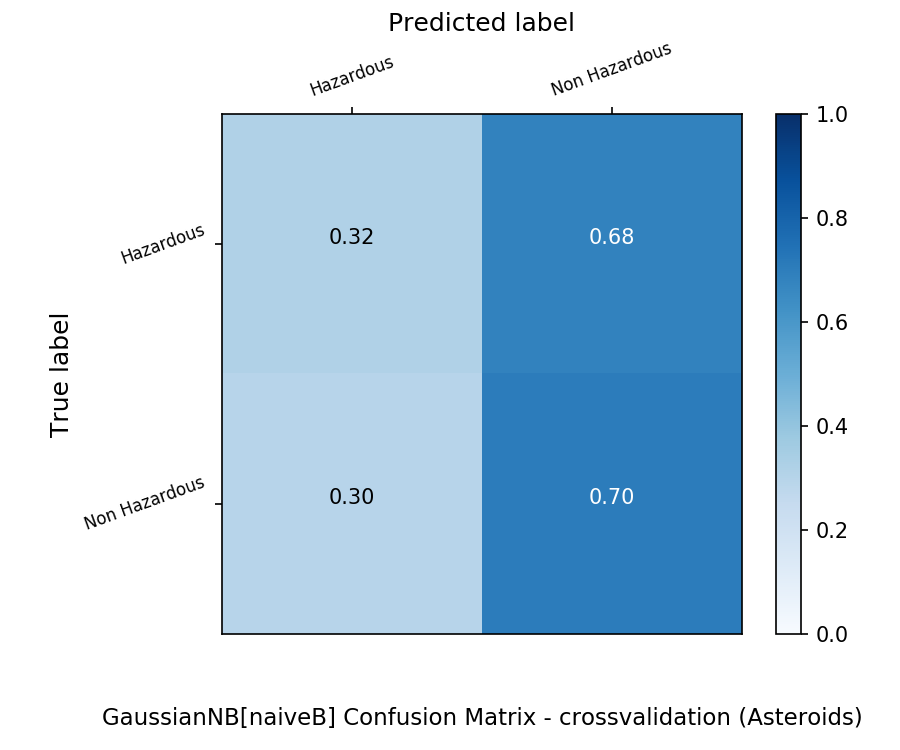 Predicted label
Hazardous
Non Hazardous
1.0
0.8
0.6
0.4
0.2
0.0
True label
Hazardous
0.32
0.68
Non Hazardous
0.30
0.70
GaussianNB[naiveB] Confusion Matrix - crossvalidation (Asteroids)